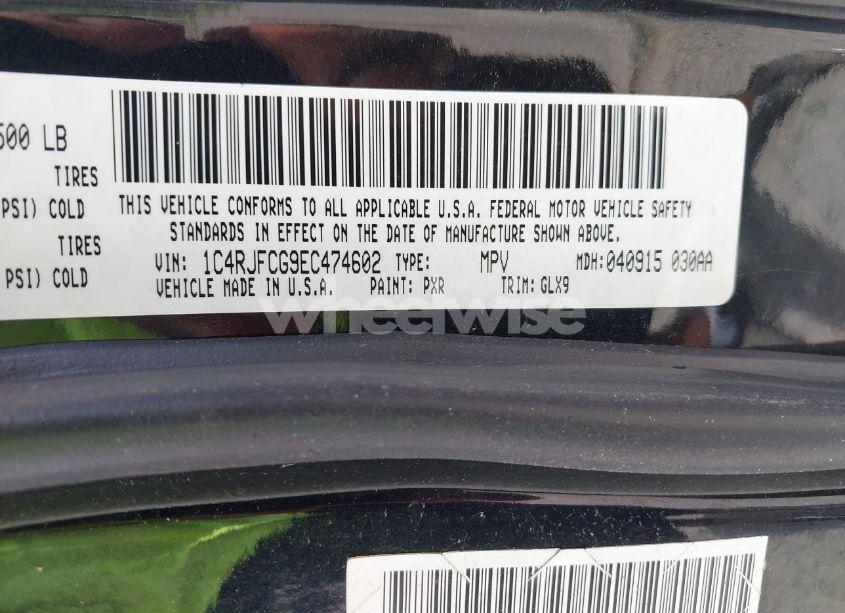 500 LB
TIRES
PSI) COLD
TIRES
PSI) COLD
THIS VEHICLE CONFORMS TO ALL APPLICABLE U.S.A. FEDERAL MOTOR VEHICLE SAFETY
STANDARDS IN EFFECT ON THE DATE OF MANUFACTURE SHOWN ABOVE.
VIN: 1C4RJFCG9EC474602 TYPE: MPV MDH:040915 030AA
VEHICLE MADE IN U.S.A. PAINT: PXR TRIM: GLX9
wheelwise